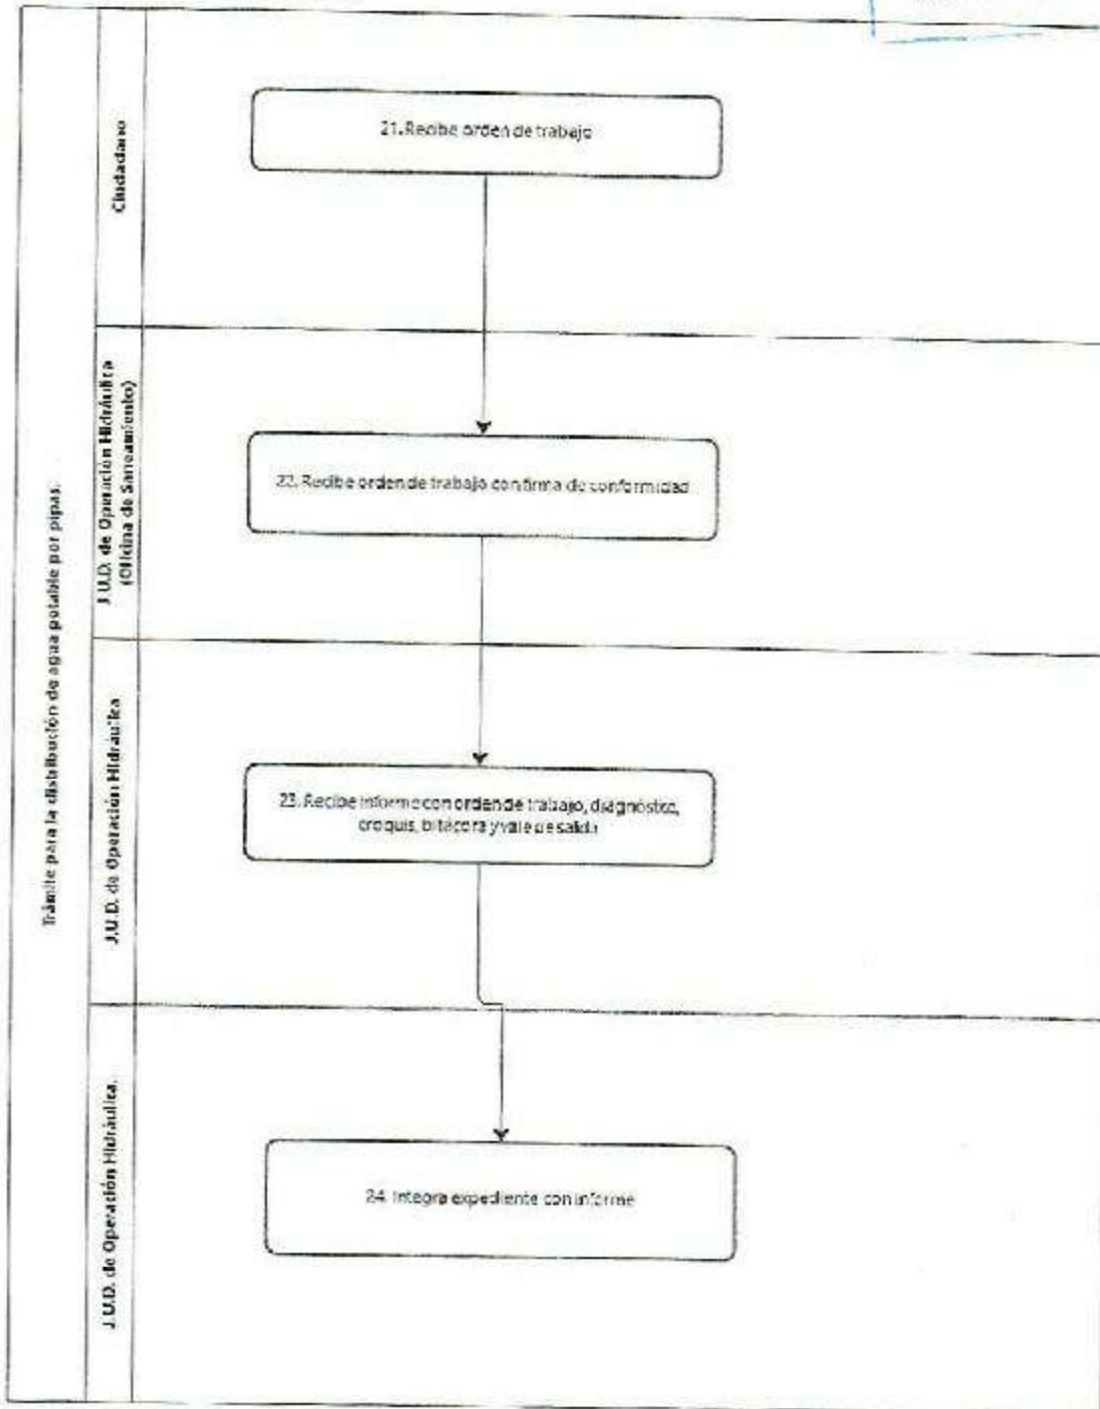 Trámite para la distribución de agua potable por pipas.
Ciudadano
21. Recibe orden de trabajo
J.U.D. de Operación Hidráulica
(Oficina de Saneamiento)
22. Recibe orden de trabajo con firma de conformidad
J.U.D. de Operación Hidráulica
23. Recibe informe con orden de trabajo, diagnóstico,
croquis, bitácora y vale de salida
J.U.D. de Operación Hidráulica.
24. Integra expediente con informe